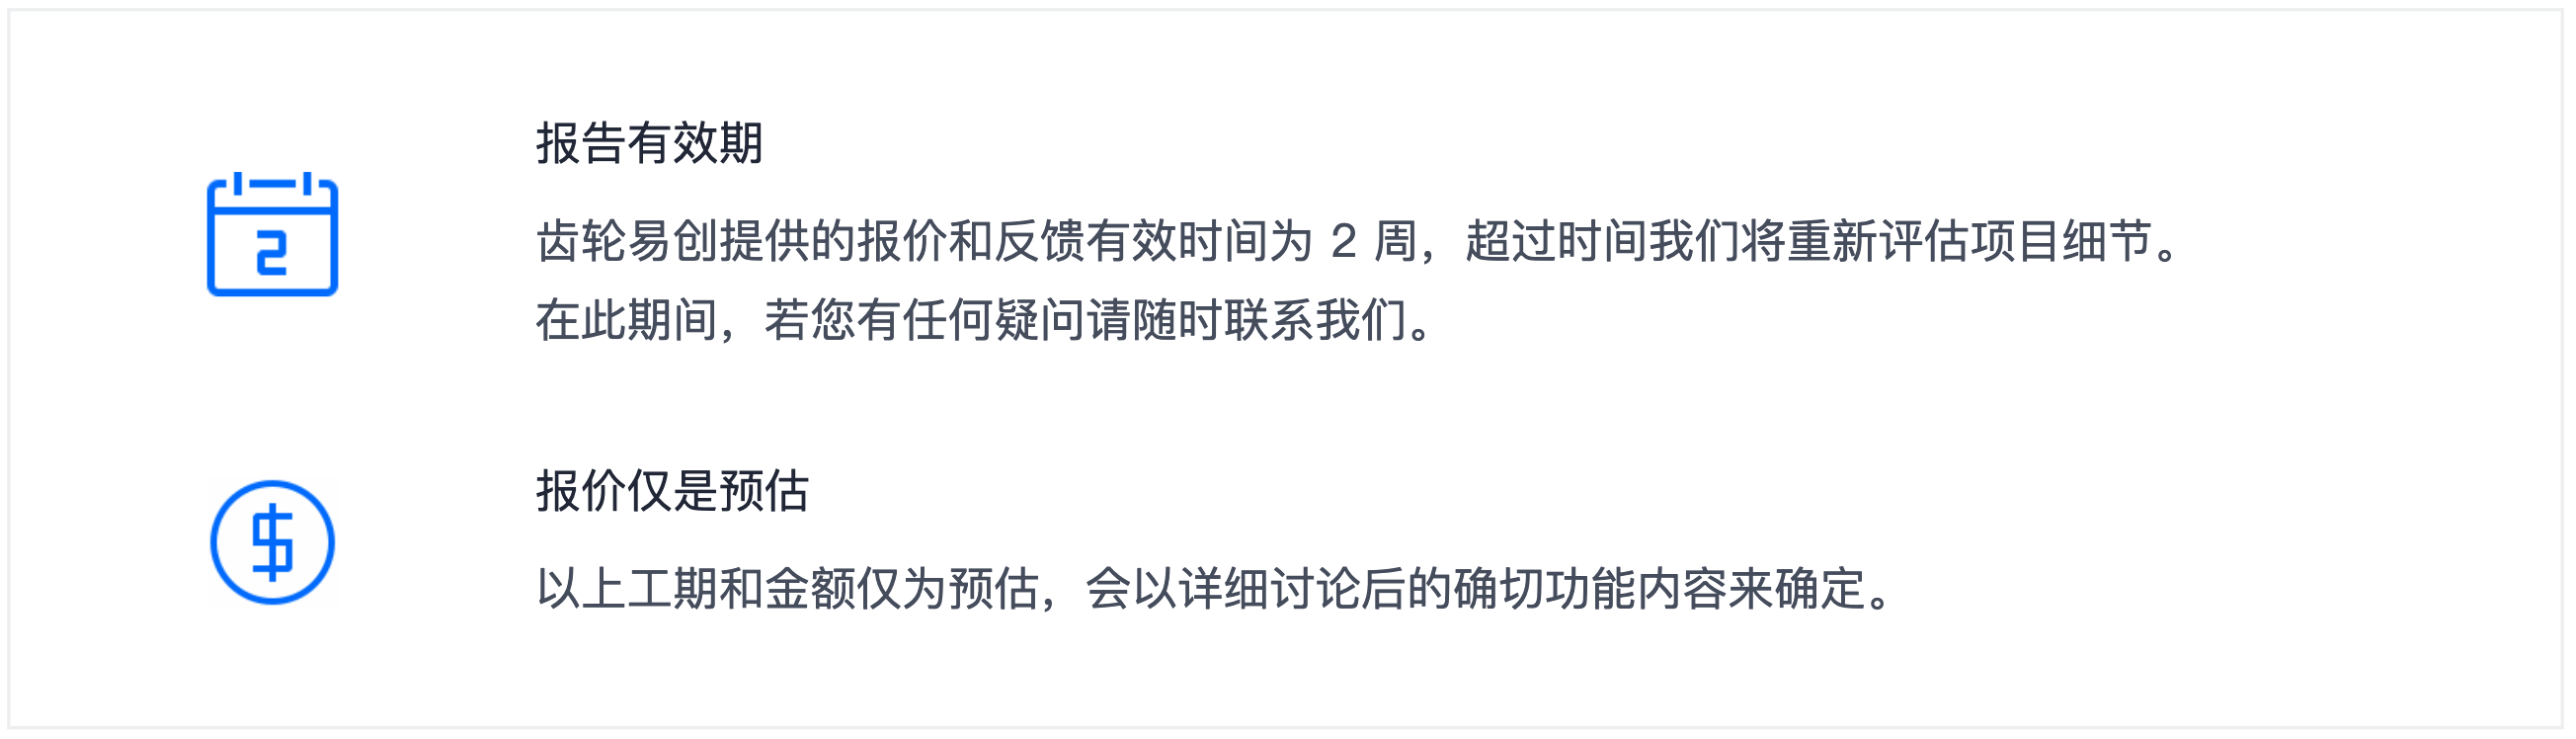 报告有效期
2
齿轮易创提供的报价和反馈有效时间为 2 周，超过时间我们将重新评估项目细节。
在此期间，若您有任何疑问请随时联系我们。
报价仅是预估
$
以上工期和金额仅为预估，会以详细讨论后的确切功能内容来确定。